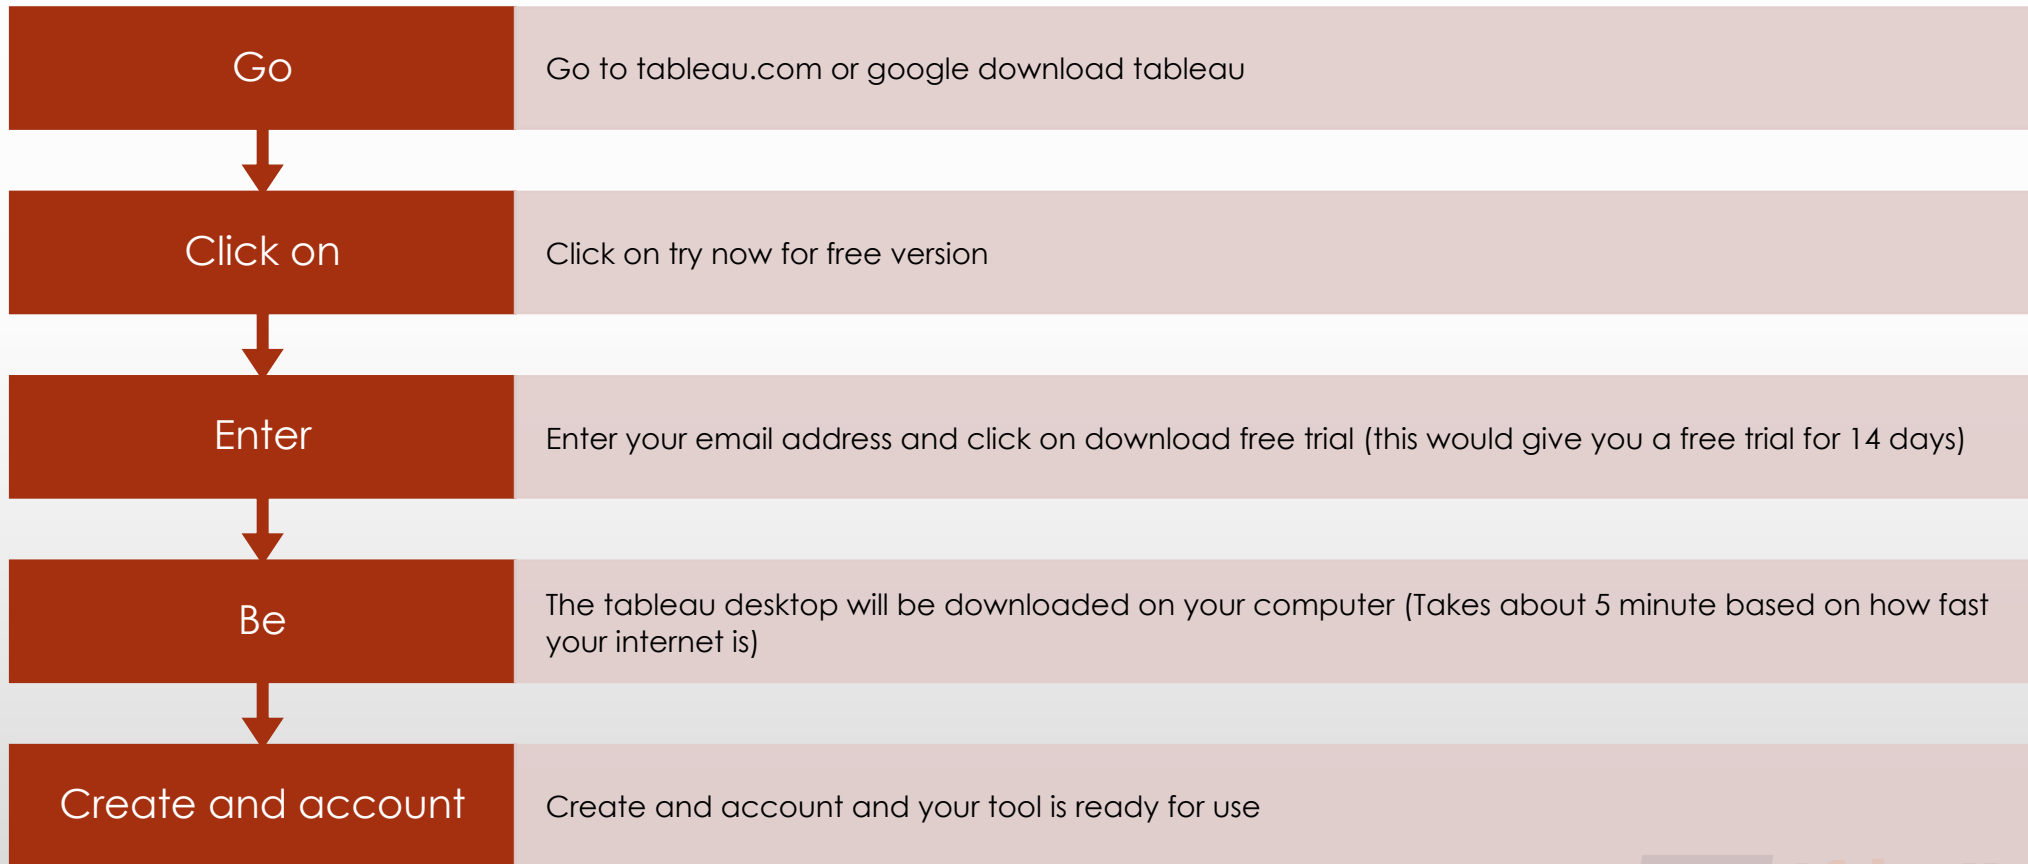 Go
Go to tableau.com or google download tableau
Click on
Click on try now for free version
Enter
Enter your email address and click on download free trial (this would give you a free trial for 14 days)
Be
The tableau desktop will be downloaded on your computer (Takes about 5 minute based on how fast
your internet is)
Create and account
Create and account and your tool is ready for use